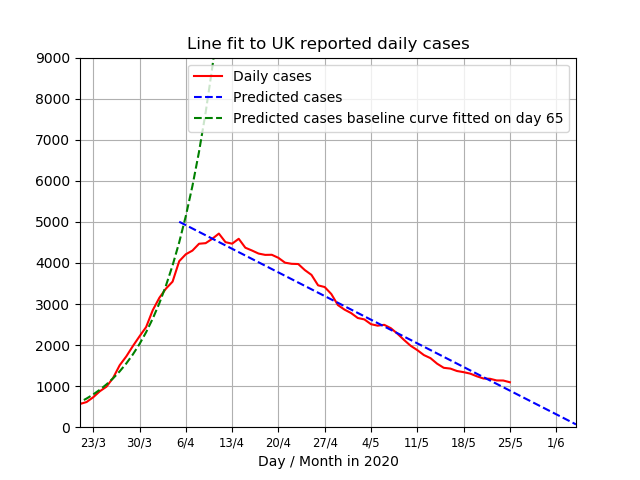 Line fit to UK reported daily cases
9000
8000
7000
6000
5000
4000
3000
2000
1000
0
Daily cases
Predicted cases
Predicted cases baseline curve fitted on day 65
23/3 30/3 6/4 13/4 20/4 27/4 4/5 11/5 18/5 25/5 1/6
Day / Month in 2020